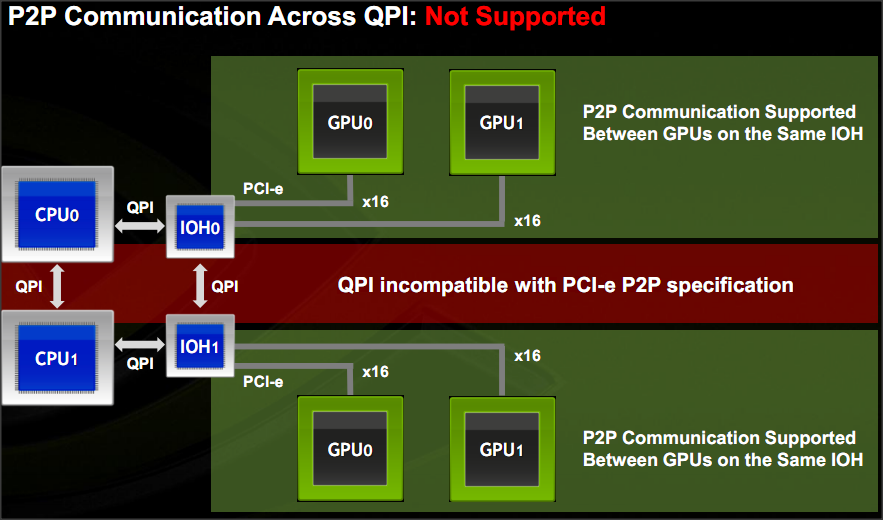 P2P Communication Across QPI: Not Supported
GPU0
GPU1
P2P Communication Supported
Between GPUs on the Same IOH
PCI-e
x16
x16
CPU0
QPI
IOH0
QPI
QPI
QPI incompatible with PCI-e P2P specification
CPU1
QPI
IOH1
x16
PCI-e
x16
GPU0
GPU1
P2P Communication Supported
Between GPUs on the Same IOH